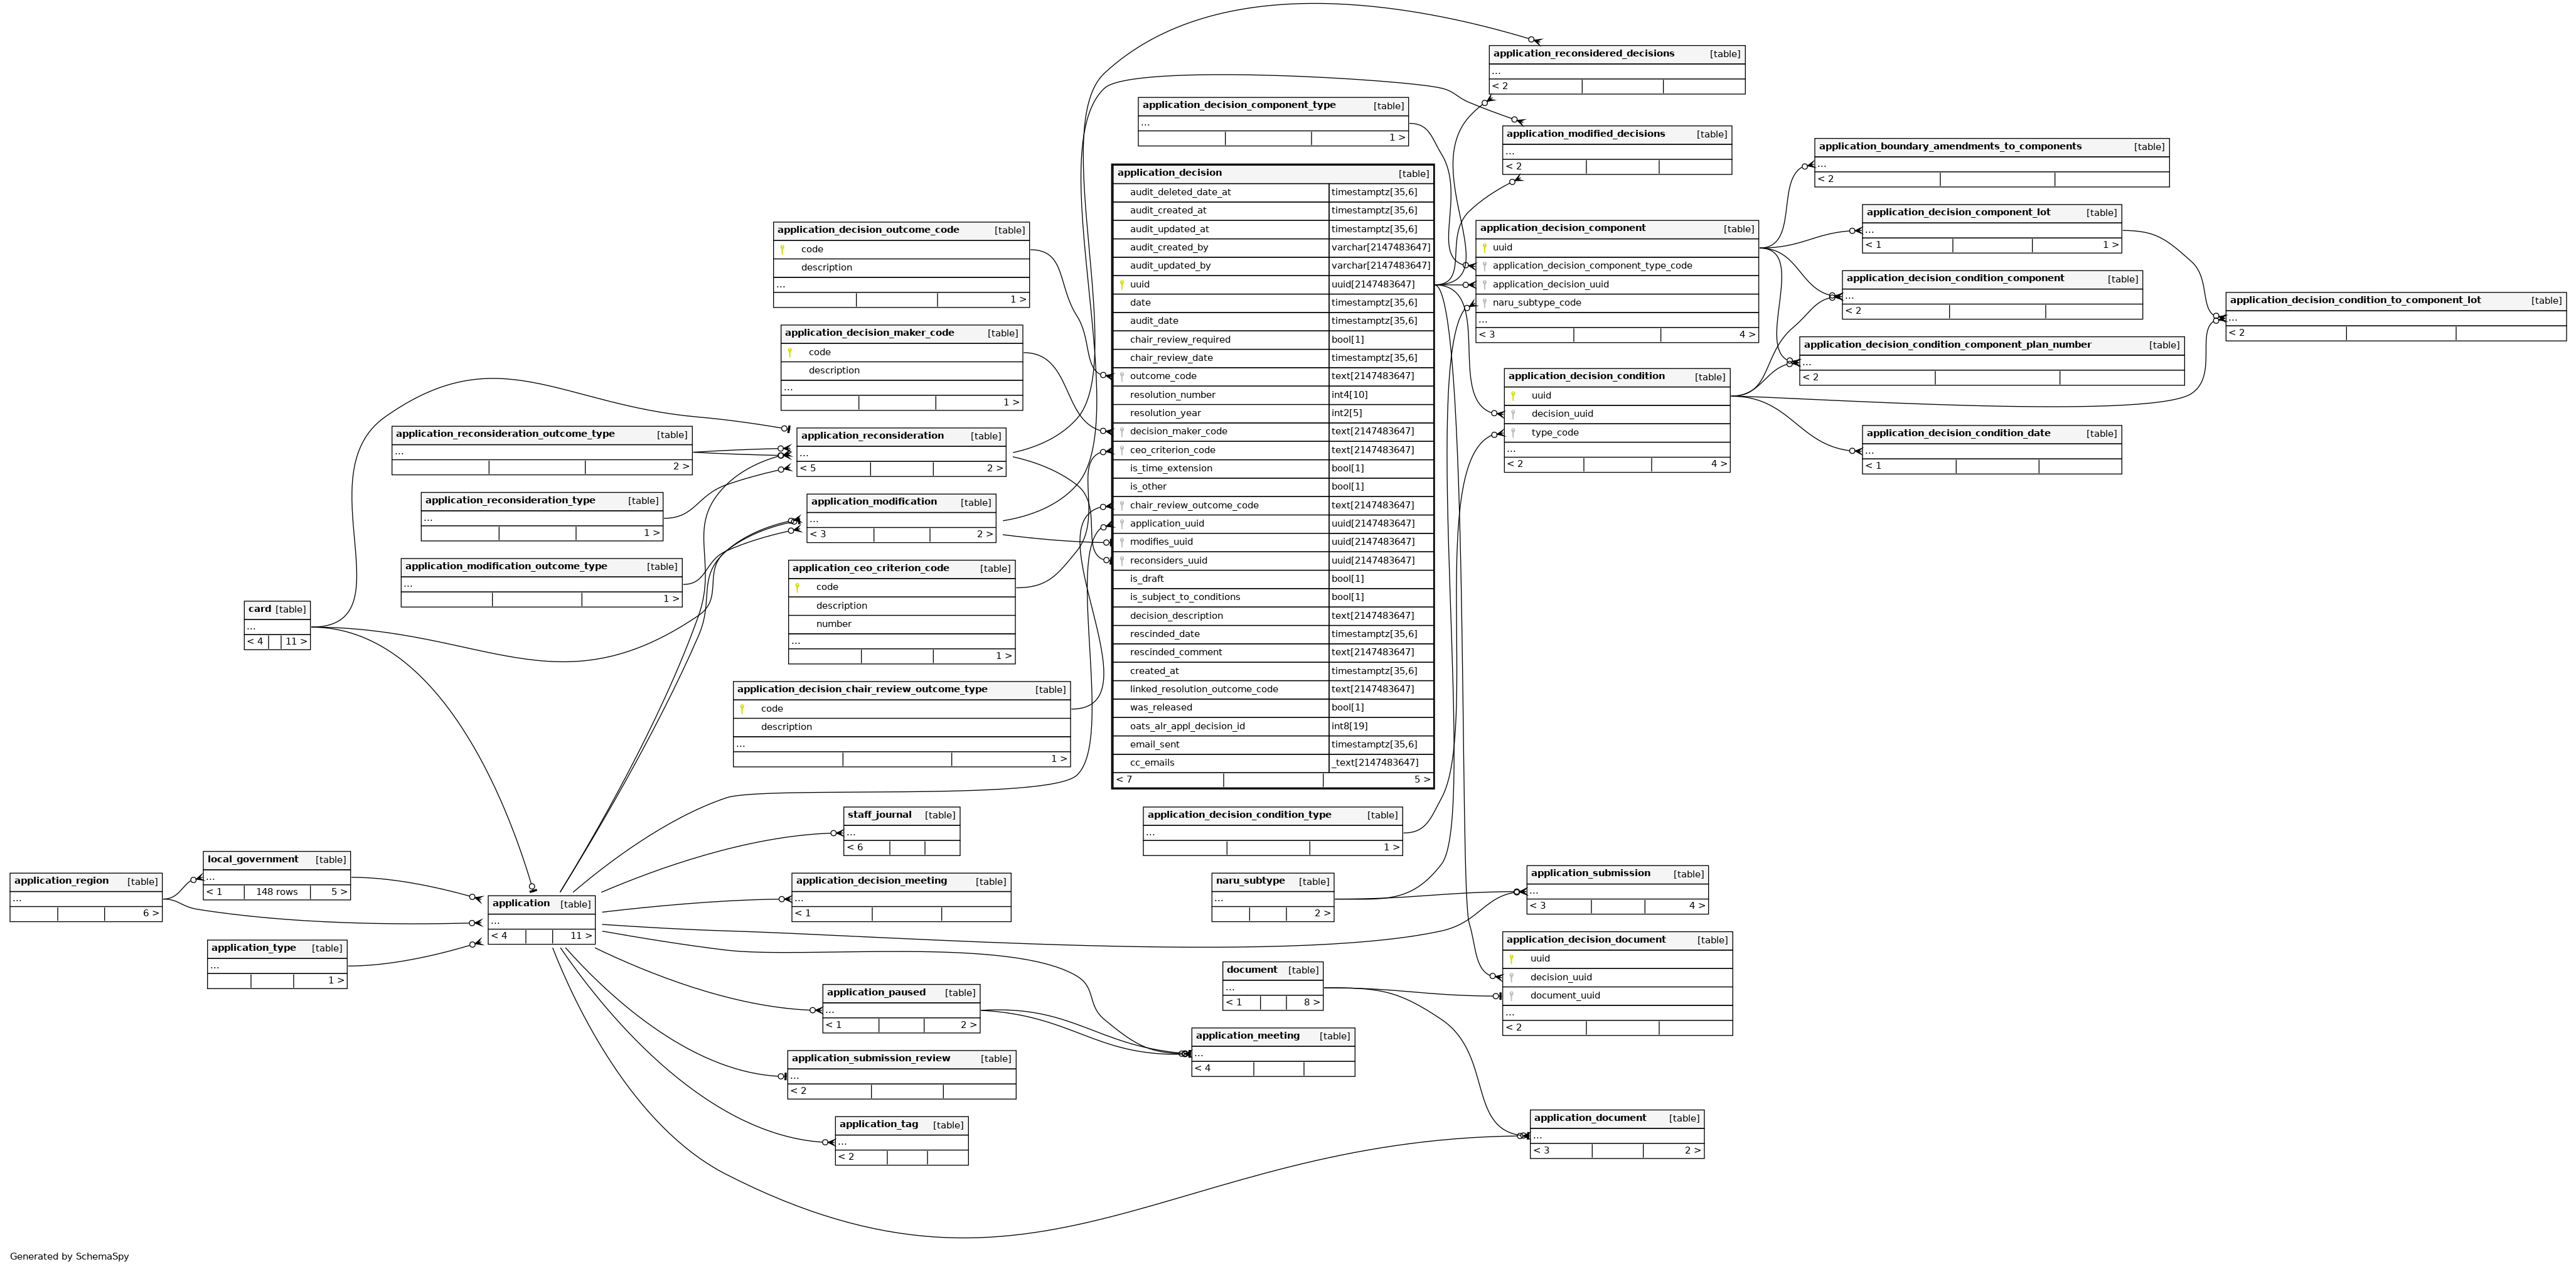 application_reconsidered_decisions [table]
...
< 2
application_decision_component_type [table]
...
1 >
application_modified_decisions [table]
...
< 2
application_boundary_amendments_to_components [table]
...
< 2
application_decision [table]
audit_deleted_date_at timestamptz[35,6]
audit_created_at timestamptz[35,6]
audit_updated_at timestamptz[35,6]
audit_created_by varchar[2147483647]
audit_updated_by varchar[2147483647]
uuid uuid[2147483647]
date timestamptz[35,6]
audit_date timestamptz[35,6]
chair_review_required bool[1]
chair_review_date timestamptz[35,6]
outcome_code text[2147483647]
resolution_number int4[10]
resolution_year int2[5]
decision_maker_code text[2147483647]
ceo_criterion_code text[2147483647]
is_time_extension bool[1]
is_other bool[1]
chair_review_outcome_code text[2147483647]
application_uuid uuid[2147483647]
modifies_uuid uuid[2147483647]
reconsiders_uuid uuid[2147483647]
is_draft bool[1]
is_subject_to_conditions bool[1]
decision_description text[2147483647]
rescinded_date timestamptz[35,6]
rescinded_comment text[2147483647]
created_at timestamptz[35,6]
linked_resolution_outcome_code text[2147483647]
was_released bool[1]
oats_alr_appl_decision_id int8[19]
email_sent timestamptz[35,6]
cc_emails _text[2147483647]
< 7 5 >
application_decision_outcome_code [table]
code
description
...
1 >
application_decision_component [table]
uuid
application_decision_component_type_code
application_decision_uuid
naru_subtype_code
...
< 3 4 >
application_decision_component_lot [table]
...
< 1 1 >
application_decision_condition_component [table]
...
< 2
application_decision_condition_to_component_lot [table]
...
< 2
application_decision_maker_code [table]
code
description
...
1 >
application_decision_condition_component_plan_number [table]
...
< 2
application_decision_condition [table]
uuid
decision_uuid
type_code
...
< 2 4 >
application_decision_condition_date [table]
...
< 1
application_reconsideration_outcome_type [table]
...
2 >
application_reconsideration [table]
...
< 5 2 >
application_reconsideration_type [table]
...
1 >
application_modification [table]
...
< 3 2 >
application_modification_outcome_type [table]
...
1 >
application_ceo_criterion_code [table]
code
description
number
...
1 >
card [table]
...
< 4 11 >
application_decision_chair_review_outcome_type [table]
code
description
...
1 >
staff_journal [table]
...
< 6
application_decision_condition_type [table]
...
1 >
local_government [table]
...
< 1 148 rows 5 >
application_region [table]
...
6 >
application [table]
...
< 4 11 >
application_decision_meeting [table]
...
< 1
naru_subtype [table]
...
2 >
application_submission [table]
...
< 3 4 >
application_type [table]
...
1 >
application_decision_document [table]
uuid
decision_uuid
document_uuid
...
< 2
document [table]
...
< 1 8 >
application_paused [table]
...
< 1 2 >
application_meeting [table]
...
< 4
application_submission_review [table]
...
< 2
application_tag [table]
...
< 2
application_document [table]
...
< 3 2 >
Generated by SchemaSpy